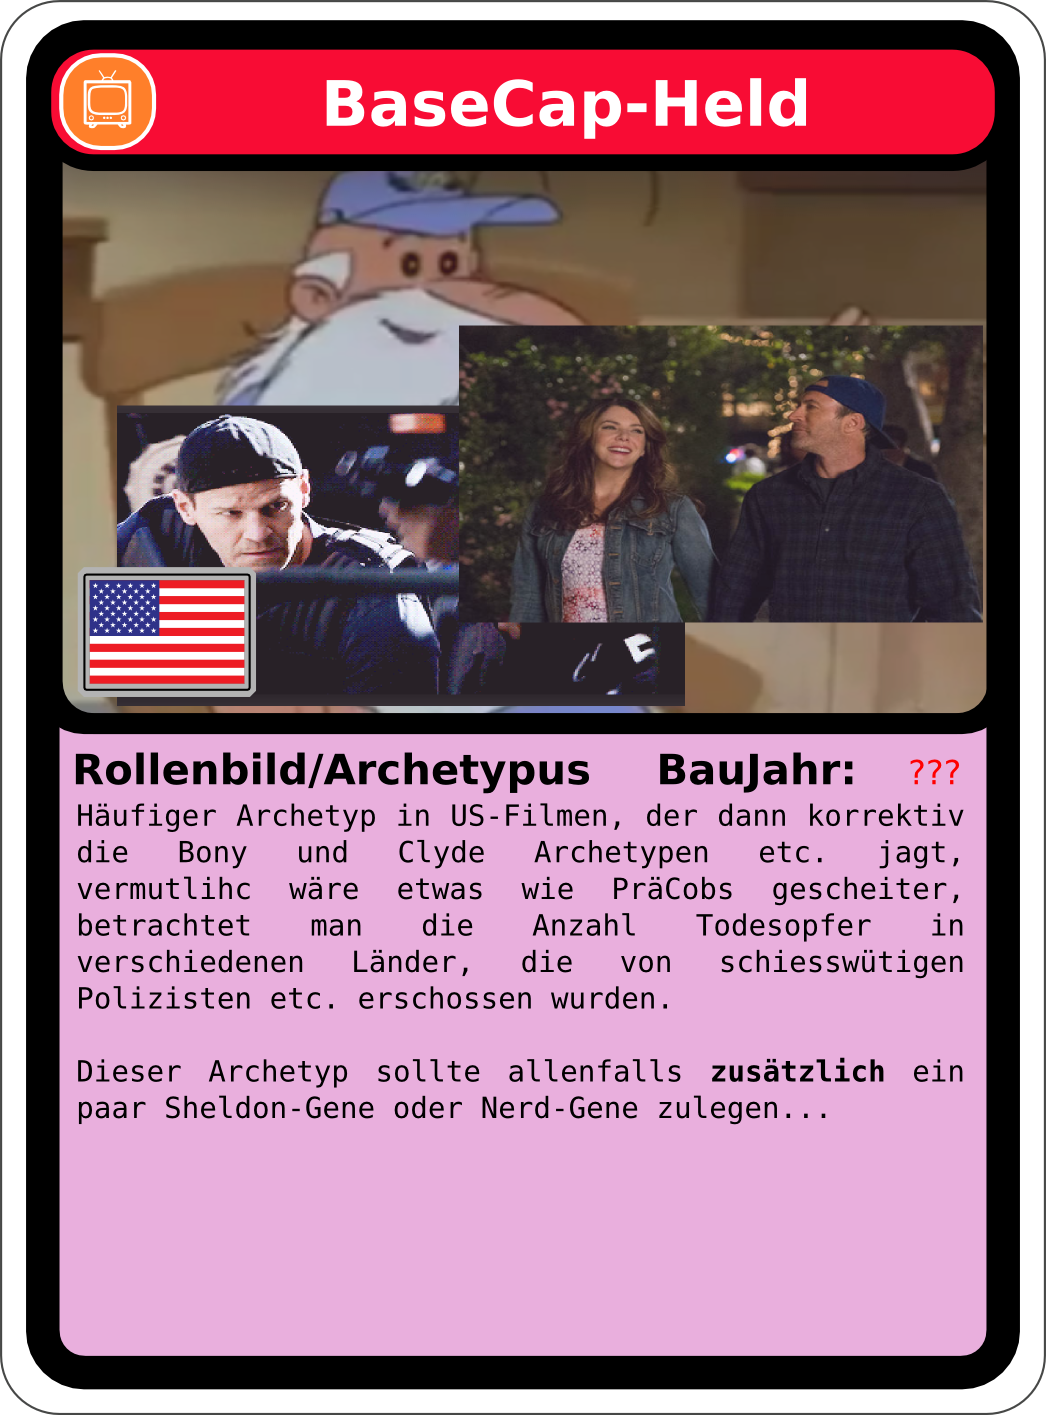 BaseCap-Held
Rollenbild/Archetypus BauJahr: ???
Häufiger Archetyp in US-Filmen, der dann korrektiv
die Bony und Clyde Archetypen etc. jagt,
vermutlihc wäre etwas wie PräCobs gescheiter,
betrachtet man die Anzahl Todesopfer in
verschiedenen Länder, die von schiesswütigen
Polizisten etc. erschossen wurden.
Dieser Archetyp sollte allenfalls zusätzlich ein
paar Sheldon-Gene oder Nerd-Gene zulegen...